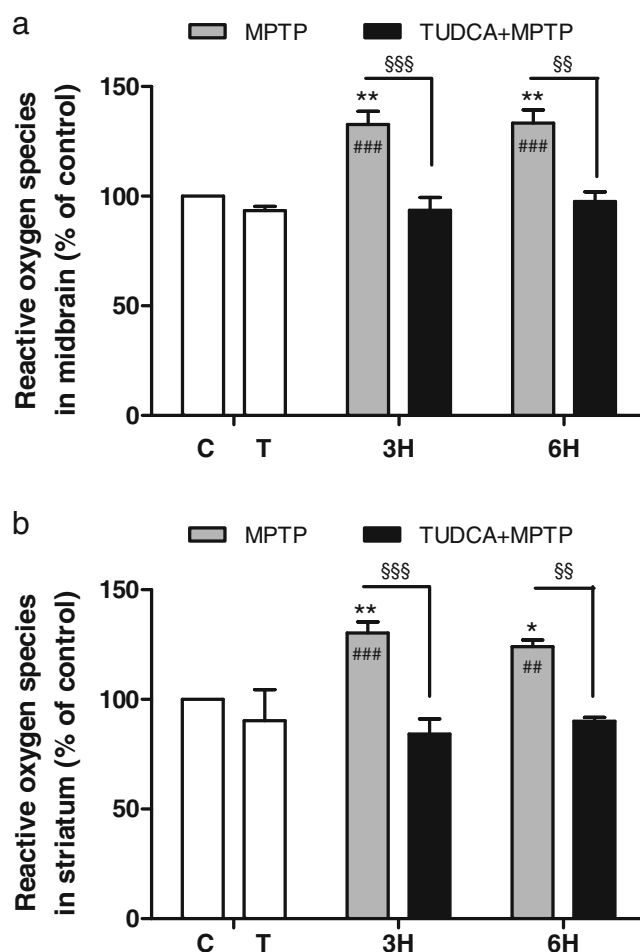 a
MPTP TUDCA+MPTP
Reactive oxygen species
in midbrain (% of control)
150
100
50
0
§§§ §§
** **
### ###
C T 3H 6H
b
MPTP TUDCA+MPTP
Reactive oxygen species
in striatum (% of control)
150
100
50
0
§§§ §§
** *
### ##
C T 3H 6H